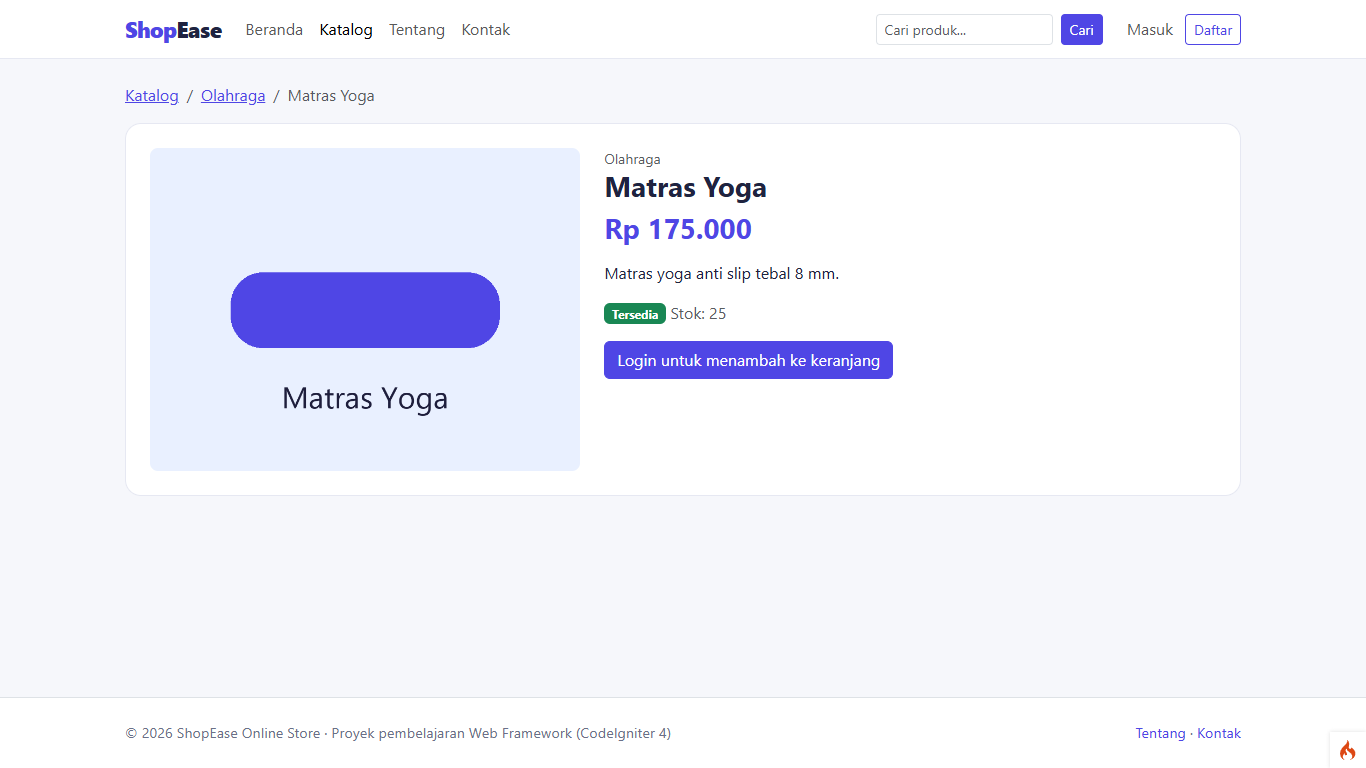 ShopEase Beranda Katalog Tentang Kontak Cari produk... Cari Masuk Daftar
Katalog / Olahraga / Matras Yoga
Matras Yoga
Olahraga
Matras Yoga
Rp 175.000
Matras yoga anti slip tebal 8 mm.
Tersedia Stok: 25
Login untuk menambah ke keranjang
© 2026 ShopEase Online Store · Proyek pembelajaran Web Framework (CodeIgniter 4) Tentang · Kontak